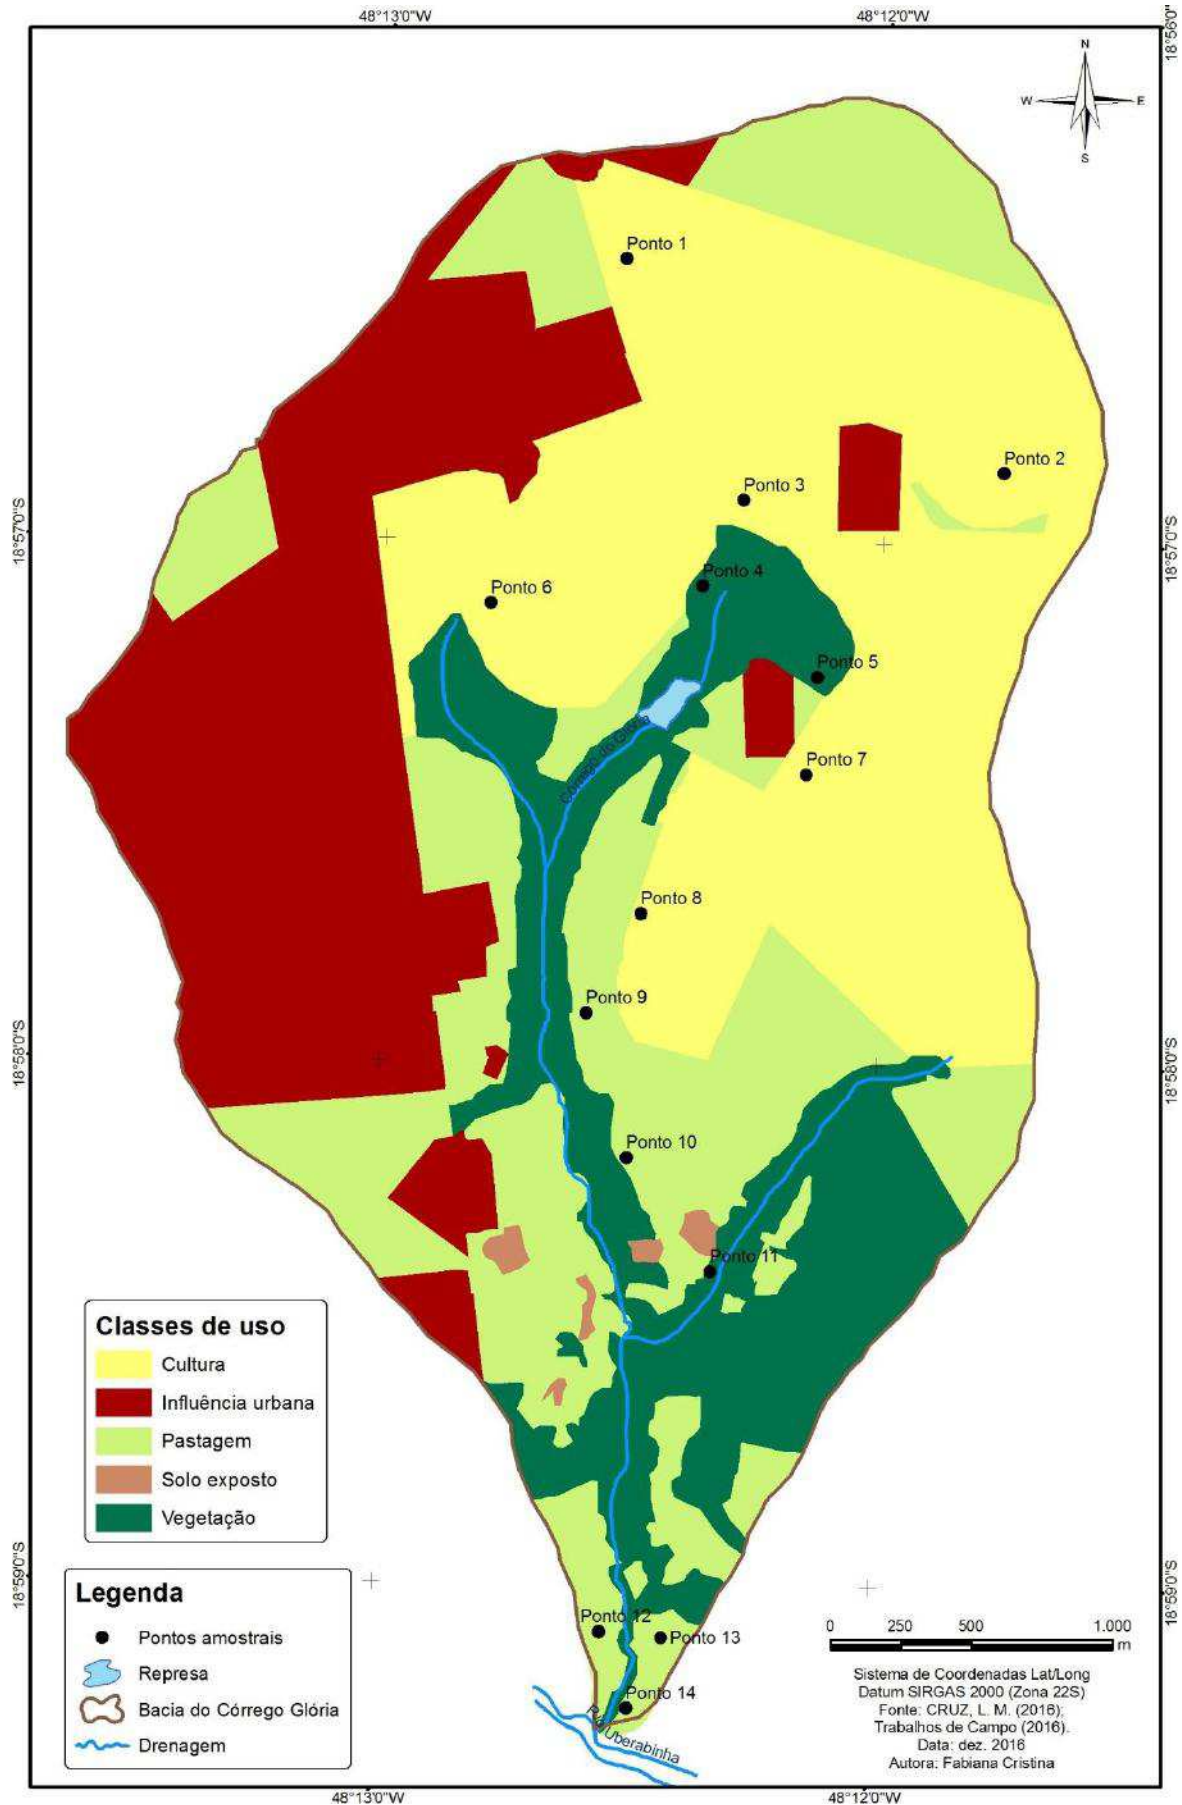 48°13'0"W
48°12'0"W
18°56'0"
N
W
E
S
Ponto 1
Ponto 2
Ponto 3
18°57'0"S
18°57'0"S
Ponto 4
Ponto 6
Ponto 5
Córrego do Glória
Ponto 7
Ponto 8
Ponto 9
18°58'0"S
18°58'0"S
Ponto 10
Ponto 11
Classes de uso
Cultura
Influência urbana
Pastagem
Solo exposto
Vegetação
18°59'0"S
18°59'0"S
Legenda
Pontos amostrais
Represa
Bacia do Córrego Glória
Drenagem
Ponto 12
Ponto 13
Ponto 14
Rio Uberabinha
0 250 500 1.000
m
Sistema de Coordenadas Lat/Long
Datum SIRGAS 2000 (Zona 22S)
Fonte: CRUZ, L. M. (2016);
Trabalhos de Campo (2016).
Data: dez. 2016
Autora: Fabiana Cristina
48°13'0"W
48°12'0"W